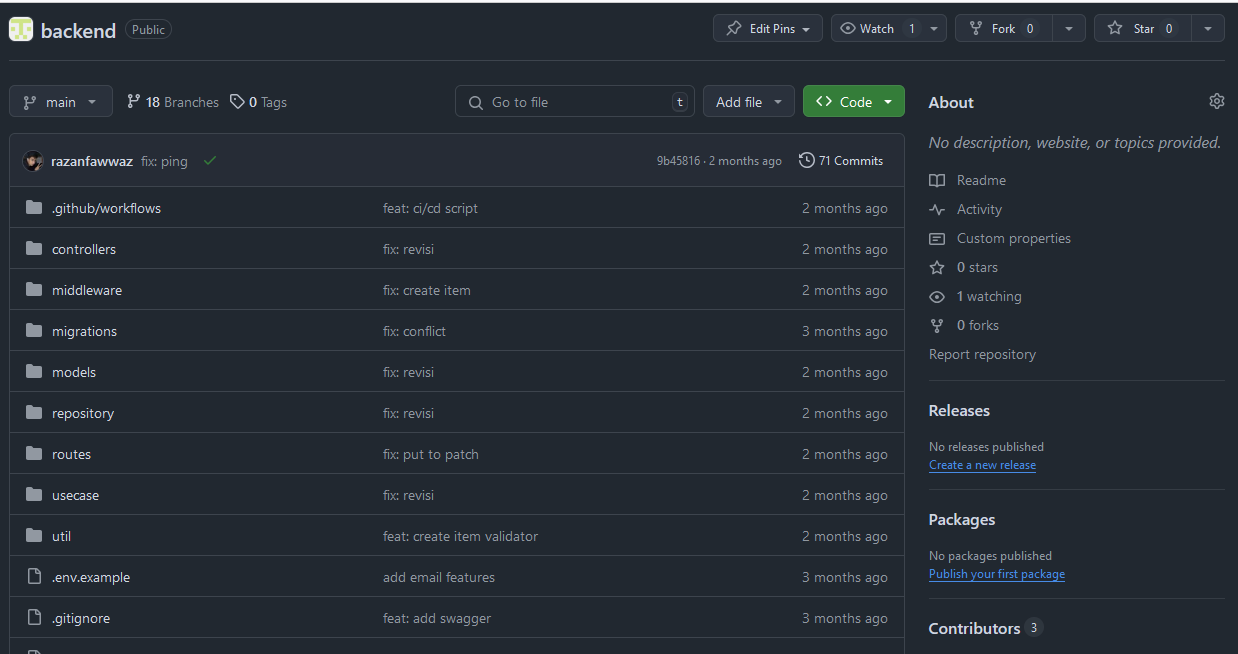 backend Public Edit Pins Watch 1 Fork 0 Star 0
main 18 Branches 0 Tags Go to file t Add file Code
razanfawwaz fix: ping 9b45816 · 2 months ago 71 Commits
.github/workflows feat: ci/cd script 2 months ago
controllers fix: revisi 2 months ago
middleware fix: create item 2 months ago
migrations fix: conflict 3 months ago
models fix: revisi 2 months ago
repository fix: revisi 2 months ago
routes fix: put to patch 2 months ago
usecase fix: revisi 2 months ago
util feat: create item validator 2 months ago
.env.example add email features 3 months ago
.gitignore feat: add swagger 3 months ago
About
No description, website, or topics provided.
Readme
Activity
Custom properties
0 stars
1 watching
0 forks
Report repository
Releases
No releases published
Create a new release
Packages
No packages published
Publish your first package
Contributors 3